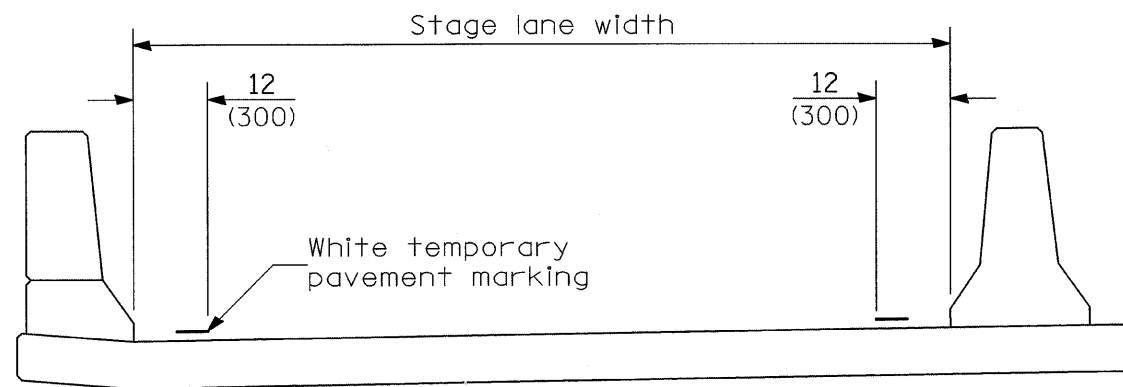 Stage lane width
12
(300)
12
(300)
White temporary
pavement marking